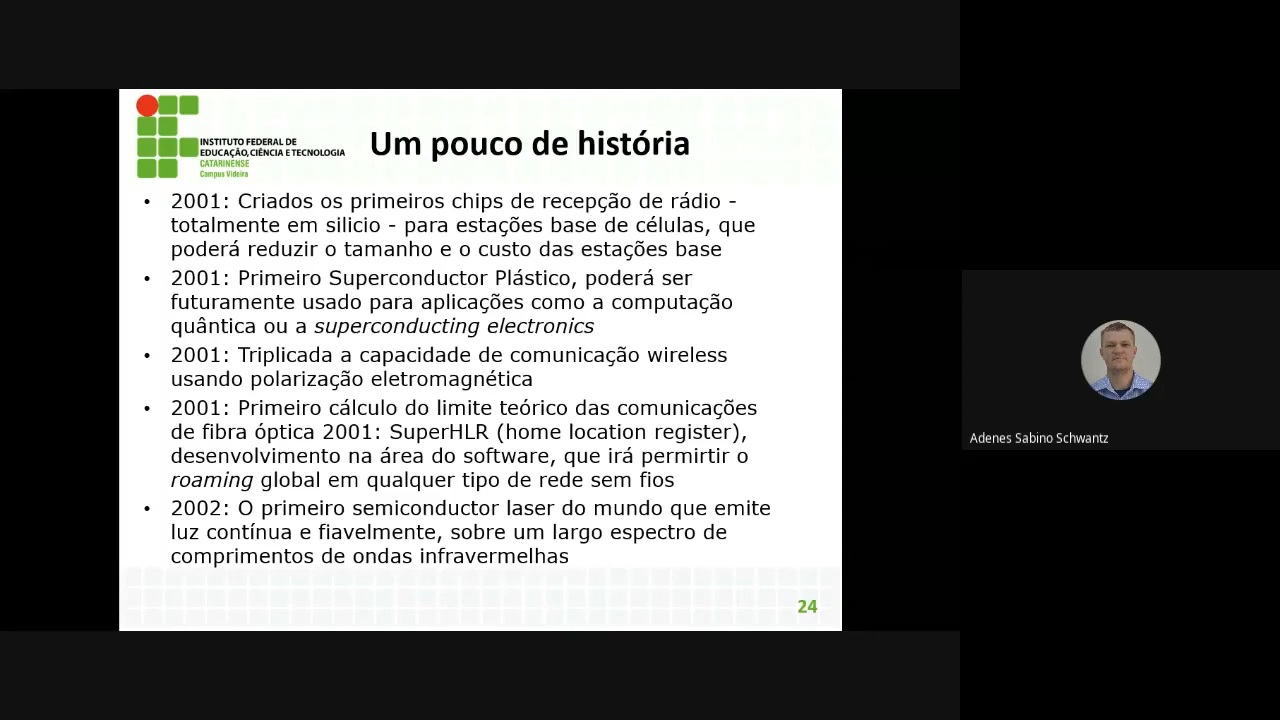 INSTITUTO FEDERAL DE
EDUCAÇÃO, CIÊNCIA E TECNOLOGIA
CATARINENSE
Campus Videira
Um pouco de história
• 2001: Criados os primeiros chips de recepção de rádio -
totalmente em silicio - para estações base de células, que
poderá reduzir o tamanho e o custo das estações base
• 2001: Primeiro Superconductor Plástico, poderá ser
futuramente usado para aplicações como a computação
quântica ou a superconducting electronics
• 2001: Triplicada a capacidade de comunicação wireless
usando polarização eletromagnética
• 2001: Primeiro cálculo do limite teórico das comunicações
de fibra óptica 2001: SuperHLR (home location register),
desenvolvimento na área do software, que irá permirtir o
roaming global em qualquer tipo de rede sem fios
• 2002: O primeiro semiconductor laser do mundo que emite
luz contínua e fiavelmente, sobre um largo espectro de
comprimentos de ondas infravermelhas
24
Adenes Sabino Schwantz